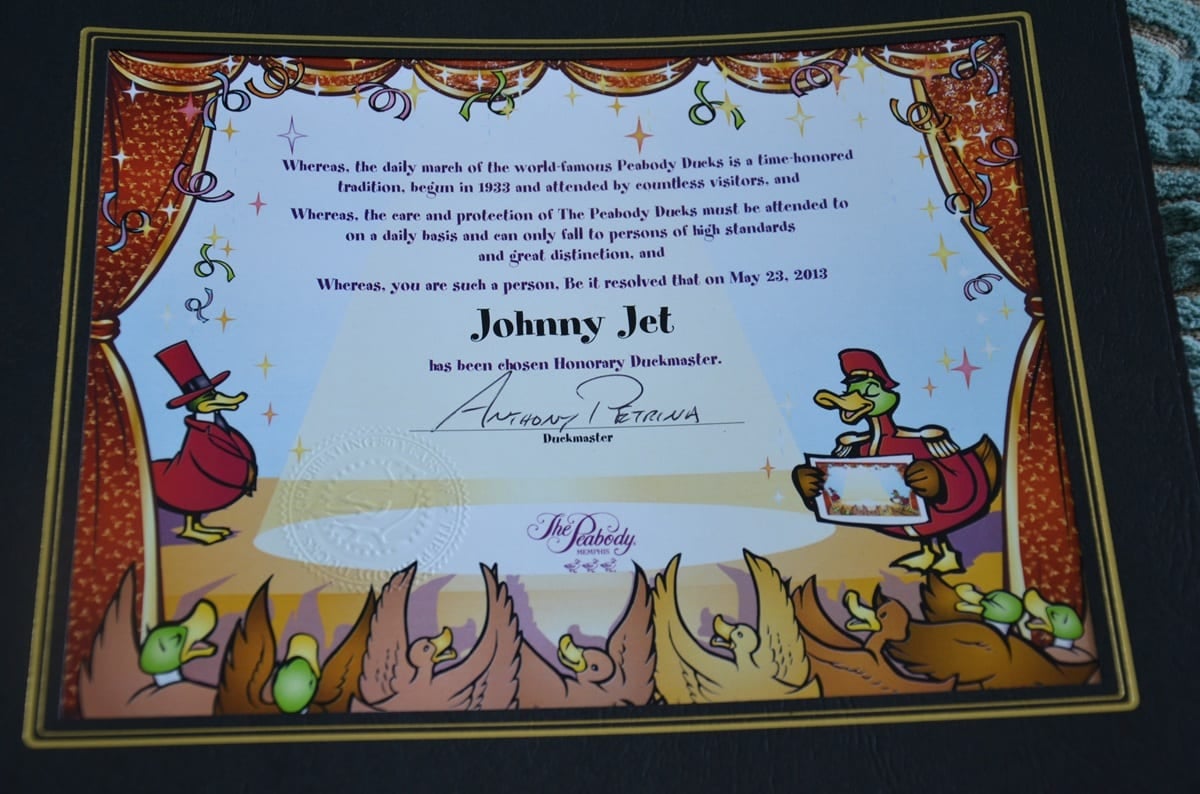 Whereas, the daily march of the world-famous Peabody Ducks is a time-honored
tradition, begun in 1933 and attended by countless visitors, and
Whereas, the care and protection of The Peabody Ducks must be attended to
on a daily basis and can only fall to persons of high standards
and great distinction, and
Whereas, you are such a person, Be it resolved that on May 23, 2013
Johnny Jet
has been chosen Honorary Duckmaster.
Anthony Petrina
Duckmaster
The Peabody
MEMPHIS